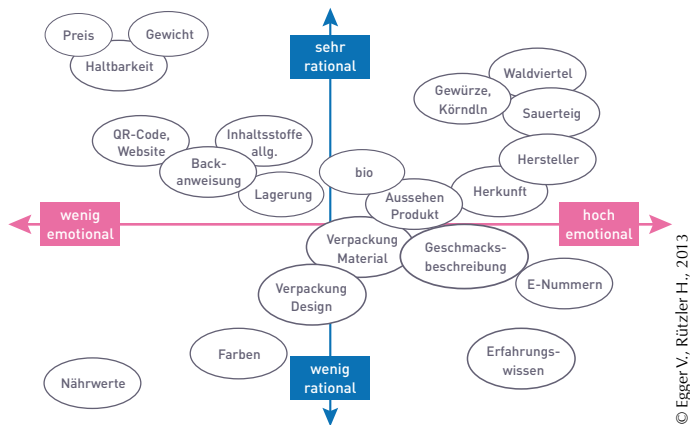 Preis
Gewicht
Haltbarkeit
sehr
rational
Waldviertel
Gewürze,
Körndln
Sauerteig
QR-Code,
Website
Inhaltsstoffe
allg.
Back-
anweisung
Lagerung
bio
Hersteller
Herkunft
Aussehen
Produkt
wenig
emotional
hoch
emotional
Verpackung
Material
Geschmacks-
beschreibung
Verpackung
Design
E-Nummern
Farben
Erfahrungs-
wissen
Nährwerte
wenig
rational
© Egger V., Rützler H., 2013